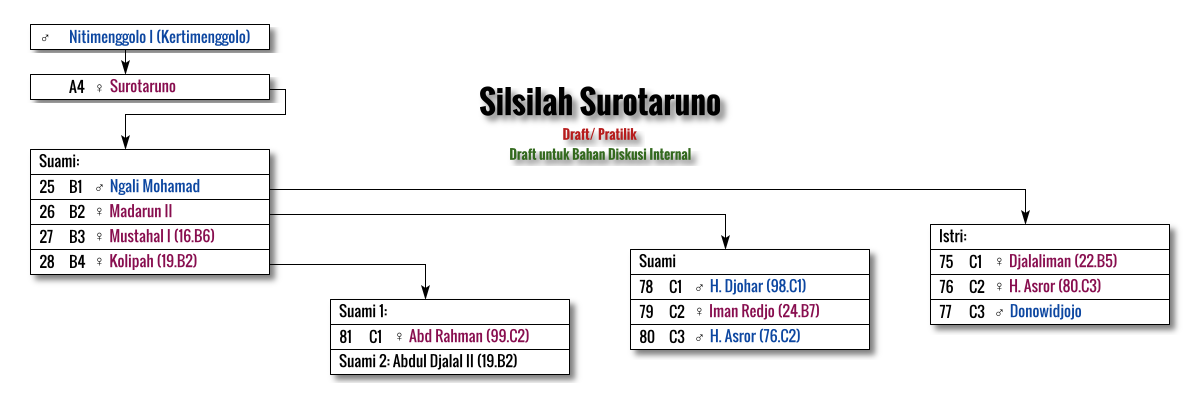 ♂ Nitimenggolo I (Kertimenggolo)
A4 ♀ Surotaruno
Silsilah Surotaruno
Draft/ Pratilik
Draft untuk Bahan Diskusi Internal
Suami:
25 B1 ♂ Ngali Mohamad
26 B2 ♀ Madarun II
27 B3 ♀ Mustahal I (16.B6)
28 B4 ♀ Kolipah (19.B2)
Suami 1:
81 C1 ♀ Abd Rahman (99.C2)
Suami 2: Abdul Djalal II (19.B2)
Suami
78 C1 ♂ H. Djohar (98.C1)
79 C2 ♀ Iman Redjo (24.B7)
80 C3 ♂ H. Asror (76.C2)
Istri:
75 C1 ♀ Djalaliman (22.B5)
76 C2 ♀ H. Asror (80.C3)
77 C3 ♂ Donowidjojo